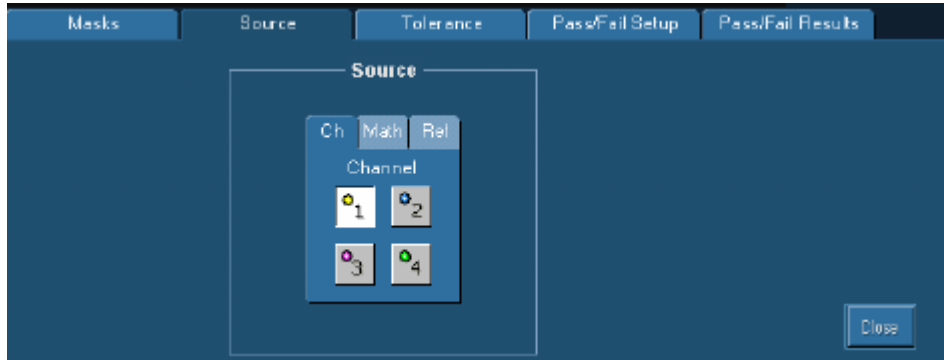 Masks Source Tolerance Pass/Fail Setup Pass/Fail Results
Source
Ch Math Ref
Channel
1 2
3 4
Close